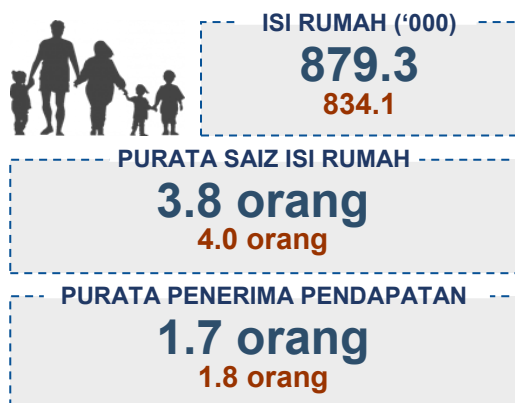 ISI RUMAH (‘000)
879.3
834.1
PURATA SAIZ ISI RUMAH
3.8 orang
4.0 orang
PURATA PENERIMA PENDAPATAN
1.7 orang
1.8 orang